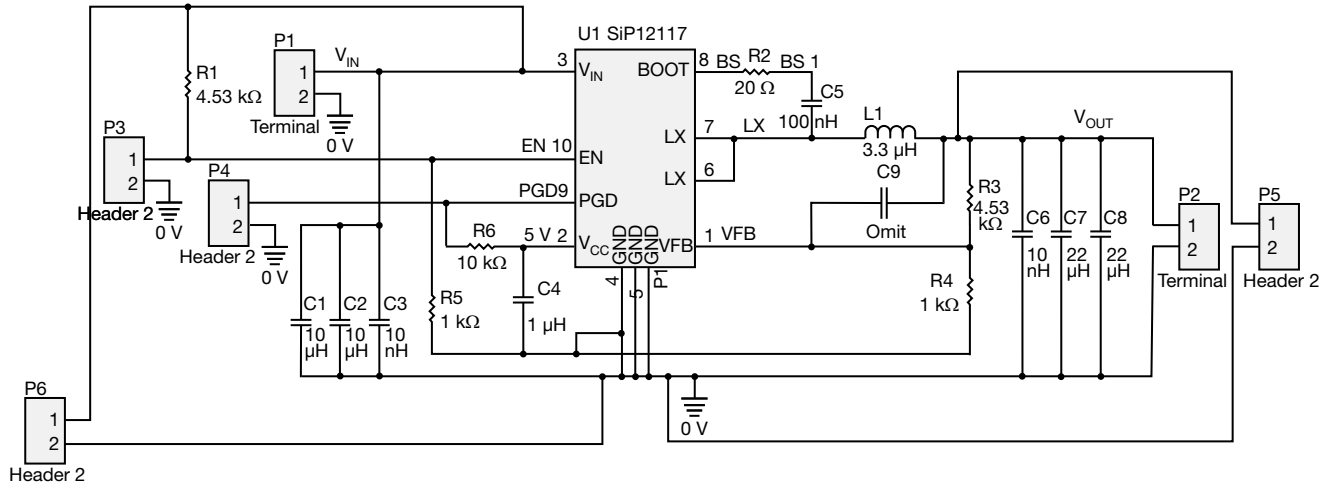 U1 SiP12117
P1
1
2
Terminal
0 V
V_IN
R1
4.53 kΩ
P3
1
2
Header 2
0 V
P4
1
2
Header 2
0 V
3
V_IN
EN 10
EN
PGD9
PGD
5 V 2
V_CC
GND
GND
GND
4
5
P1
BOOT
8
BS
R2
20 Ω
BS 1
C5
100 nH
LX
7
LX
LX
6
VFB
1
VFB
L1
3.3 µH
C9
Omit
R3
4.53
kΩ
R4
1 kΩ
V_OUT
C6
10
nH
C7
22
µH
C8
22
µH
P2
1
2
Terminal
P5
1
2
Header 2
R6
10 kΩ
R5
1 kΩ
C4
1 µH
C1
10
µH
C2
10
µH
C3
10
nH
0 V
P6
1
2
Header 2